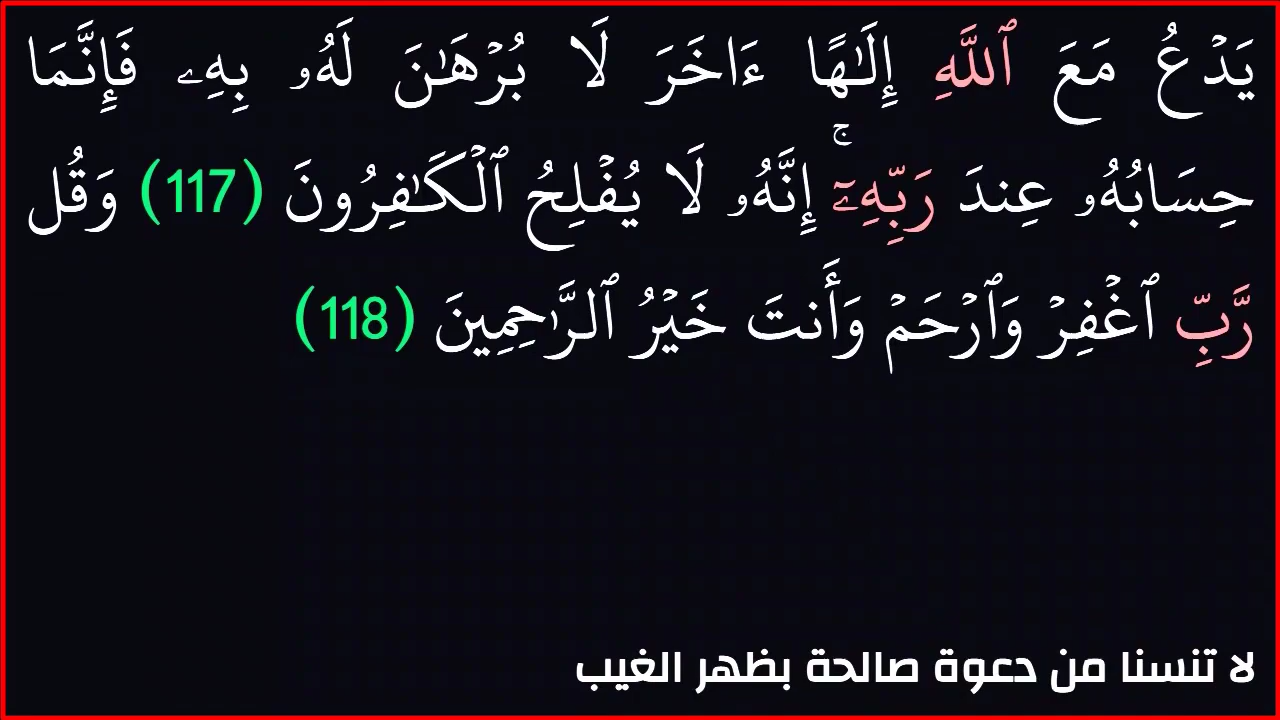 يَدۡعُ مَعَ ٱللَّهِ إِلَٰهًا ءَاخَرَ لَا بُرۡهَٰنَ لَهُۥ بِهِۦ فَإِنَّمَا
حِسَابُهُۥ عِندَ رَبِّهِۦٓۚ إِنَّهُۥ لَا يُفۡلِحُ ٱلۡكَٰفِرُونَ (117) وَقُل
رَّبِّ ٱغۡفِرۡ وَٱرۡحَمۡ وَأَنتَ خَيۡرُ ٱلرَّٰحِمِينَ (118)
لا تنسنا من دعوة صالحة بظهر الغيب